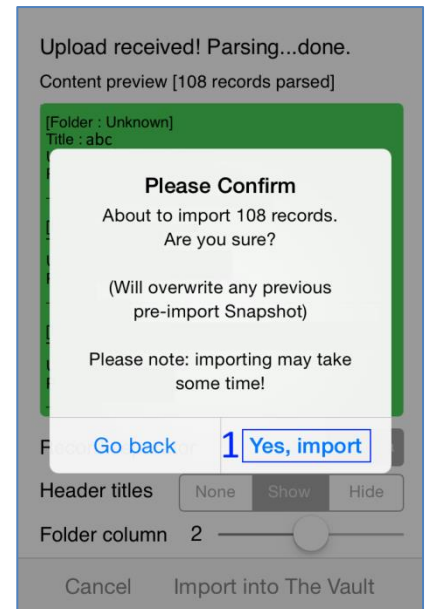 Upload received! Parsing...done.
Content preview [108 records parsed]
[Folder : Unknown]
Title : abc
Please Confirm
About to import 108 records.
Are you sure?
(Will overwrite any previous
pre-import Snapshot)
Please note: importing may take
some time!
Go back 1 Yes, import
Header titles None Show Hide
Folder column 2
Cancel Import into The Vault